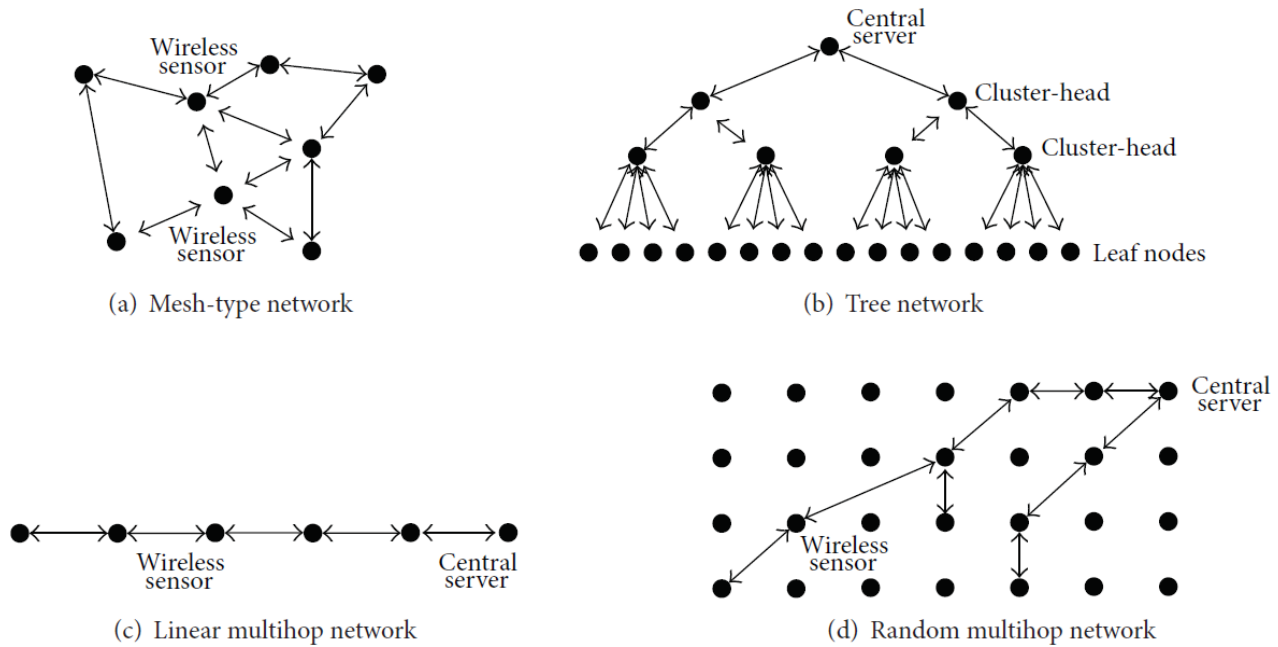 Wireless
sensor
Wireless
sensor
(a) Mesh-type network
Central
server
Cluster-head
Cluster-head
Leaf nodes
(b) Tree network
Wireless
sensor
Central
server
(c) Linear multihop network
Central
server
Wireless
sensor
(d) Random multihop network